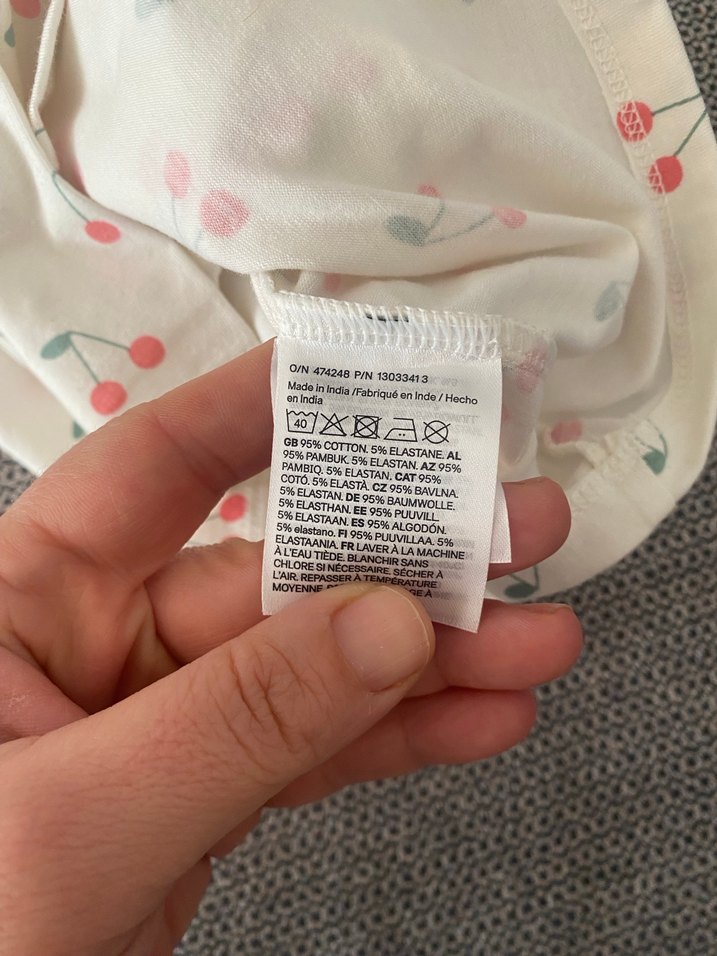 O/N 474248 P/N 13033413
Made in India /Fabriqué en Inde / Hecho
en India
40
GB 95% COTTON. 5% ELASTANE. AL
95% PAMBUK. 5% ELASTAN. AZ 95%
PAMBIQ. 5% ELASTAN. CAT 95%
COTÓ. 5% ELASTÀ. CZ 95% BAVLNA.
5% ELASTAN. DE 95% BAUMWOLLE.
5% ELASTHAN. EE 95% PUUVILL.
5% ELASTAAN. ES 95% ALGODÓN.
5% elastano. FI 95% PUUVILLAA. 5%
ELASTAANIA. FR LAVER À LA MACHINE
À L'EAU TIÈDE. BLANCHIR SANS
CHLORE SI NÉCESSAIRE. SÉCHER À
L'AIR. REPASSER À TEMPÉRATURE
MOYENNE.